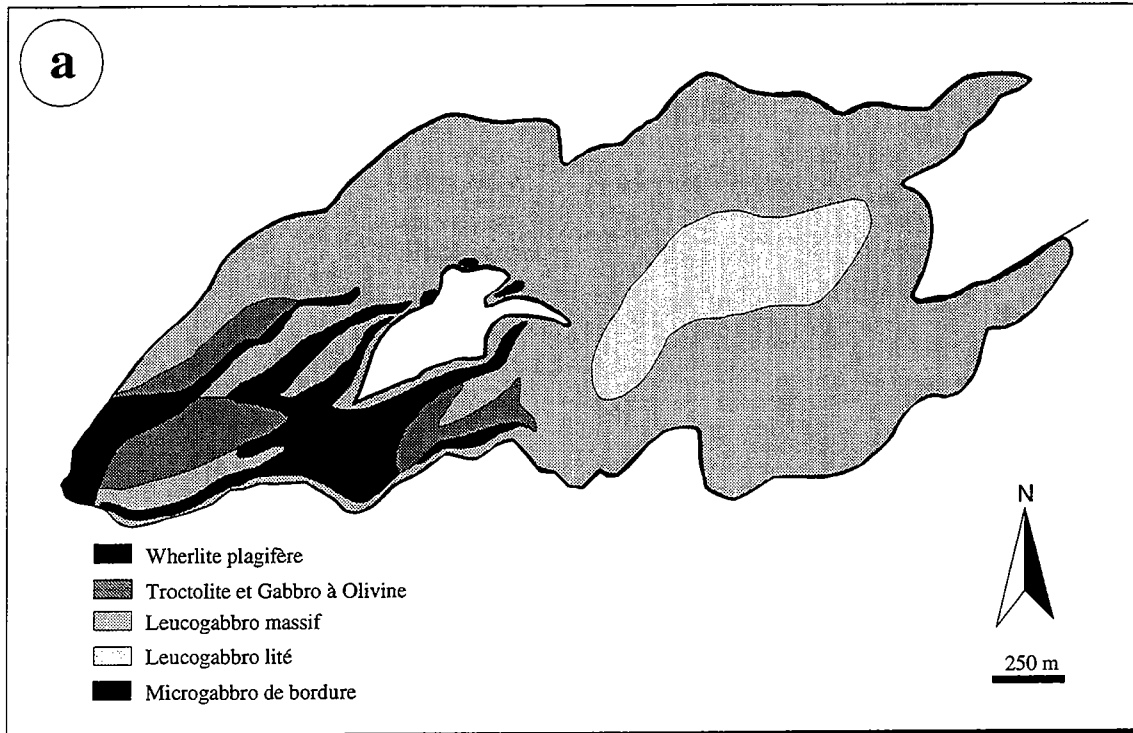 a
Wherlite plagifère
Troctolite et Gabbro à Olivine
Leucogabbro massif
Leucogabbro lité
Microgabbro de bordure
N
250 m